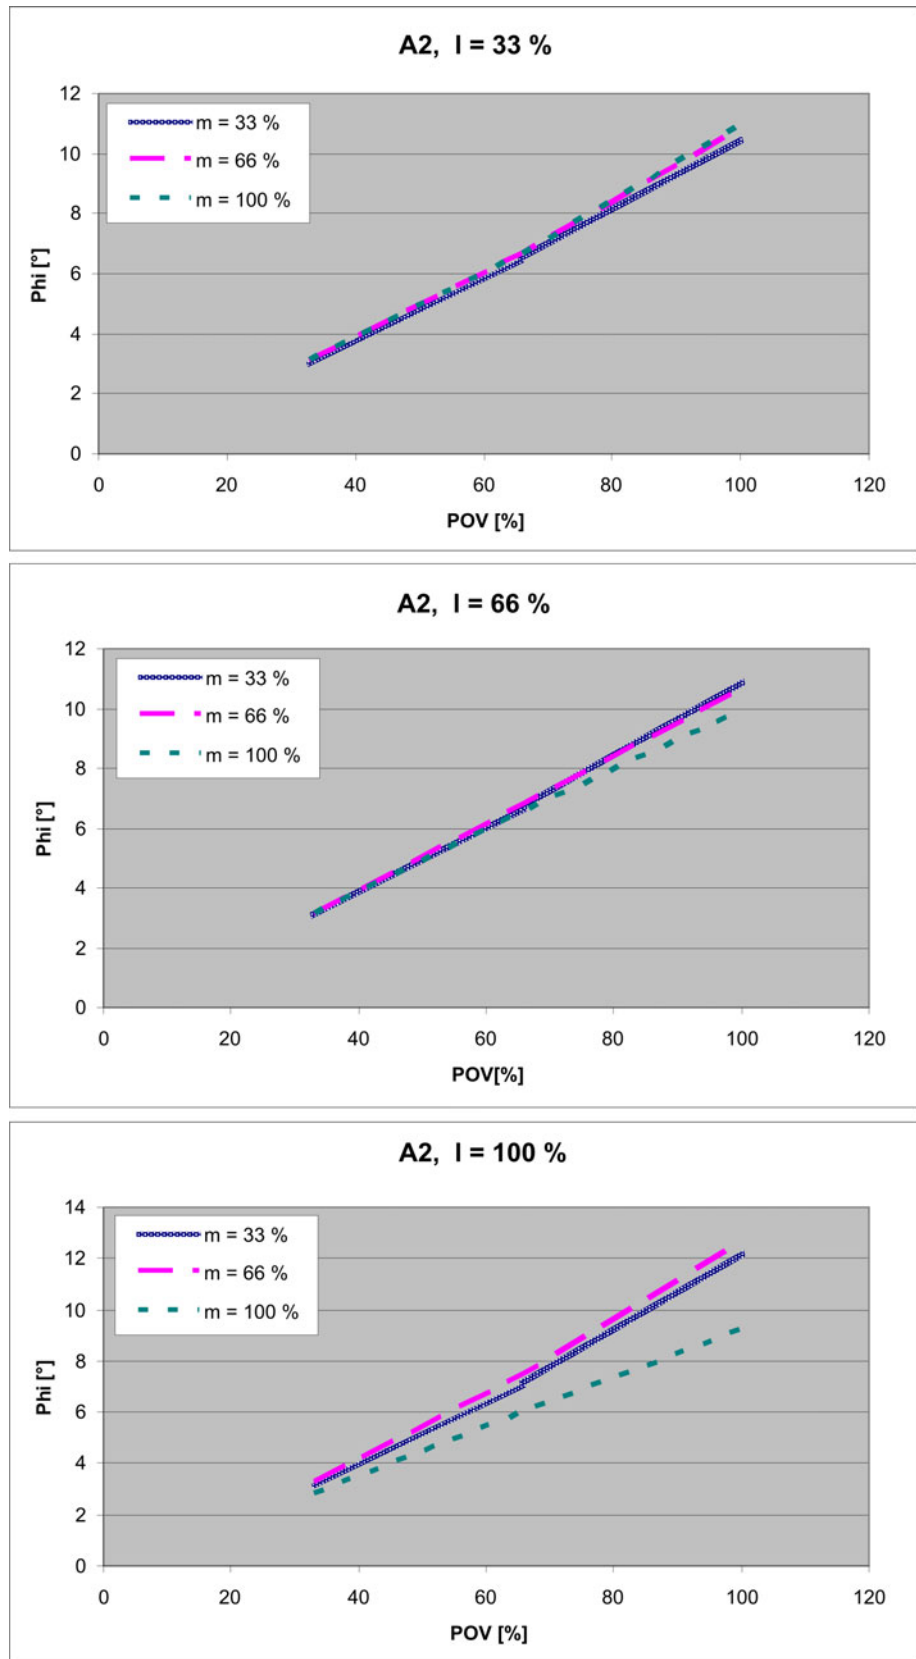 A2, I = 33 %
12
10
8
6
4
2
0
m = 33 %
m = 66 %
m = 100 %
Phi [°]
0 20 40 60 80 100 120
POV [%]
A2, I = 66 %
12
10
8
6
4
2
0
m = 33 %
m = 66 %
m = 100 %
Phi [°]
0 20 40 60 80 100 120
POV[%]
A2, I = 100 %
14
12
10
8
6
4
2
0
m = 33 %
m = 66 %
m = 100 %
Phi [°]
0 20 40 60 80 100 120
POV [%]